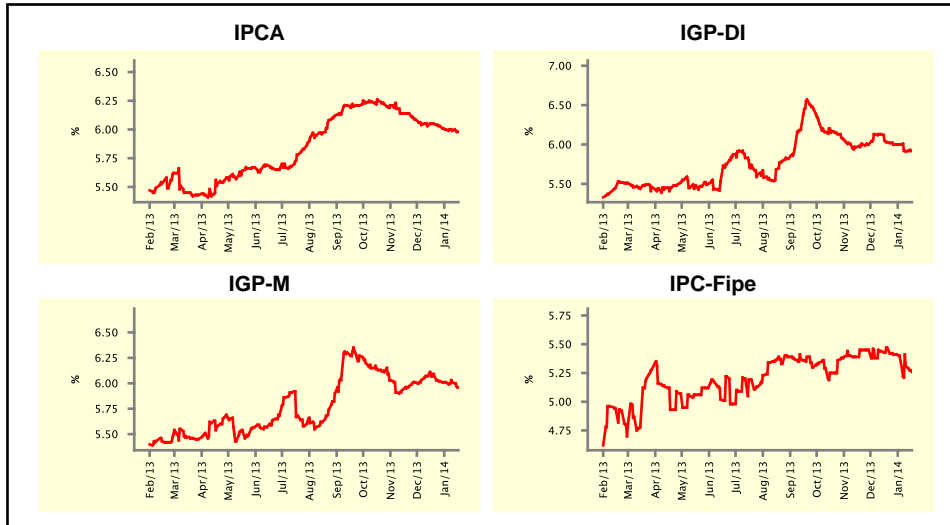 IPCA
6.50
6.25
6.00
5.75
5.50
%
Feb/13
Mar/13
Apr/13
May/13
Jun/13
Jul/13
Aug/13
Sep/13
Oct/13
Nov/13
Dec/13
Jan/14
IGP-DI
7.00
6.50
6.00
5.50
%
Feb/13
Mar/13
Apr/13
May/13
Jun/13
Jul/13
Aug/13
Sep/13
Oct/13
Nov/13
Dec/13
Jan/14
IGP-M
6.50
6.25
6.00
5.75
5.50
%
Feb/13
Mar/13
Apr/13
May/13
Jun/13
Jul/13
Aug/13
Sep/13
Oct/13
Nov/13
Dec/13
Jan/14
IPC-Fipe
5.75
5.50
5.25
5.00
4.75
%
Feb/13
Mar/13
Apr/13
May/13
Jun/13
Jul/13
Aug/13
Sep/13
Oct/13
Nov/13
Dec/13
Jan/14